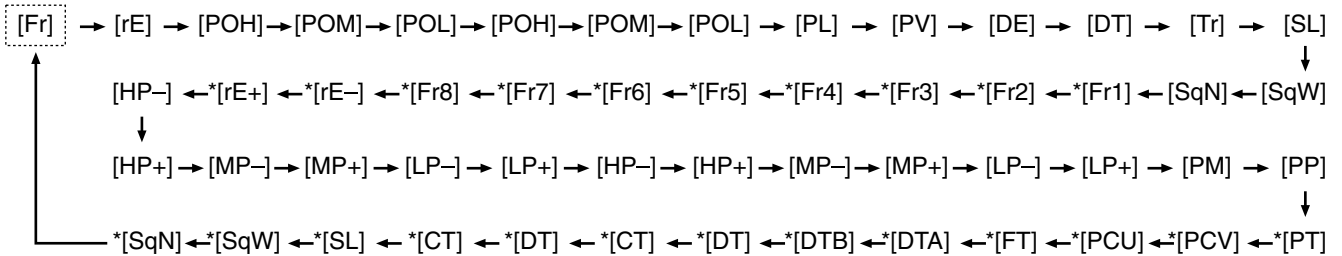 [Fr] → [rE] → [POH] → [POM] → [POL] → [POH] → [POM] → [POL] → [PL] → [PV] → [DE] → [DT] → [Tr] → [SL]
[HP–] ← *[rE+] ← *[rE–] ← *[Fr8] ← *[Fr7] ← *[Fr6] ← *[Fr5] ← *[Fr4] ← *[Fr3] ← *[Fr2] ← *[Fr1] ← [SqN] ← [SqW]
[HP+] → [MP–] → [MP+] → [LP–] → [LP+] → [HP–] → [HP+] → [MP–] → [MP+] → [LP–] → [LP+] → [PM] → [PP]
*[SqN] ← *[SqW] ← *[SL] ← *[CT] ← *[DT] ← *[CT] ← *[DT] ← *[DTB] ← *[DTA] ← *[FT] ← *[PCU] ← *[PCV] ← *[PT]